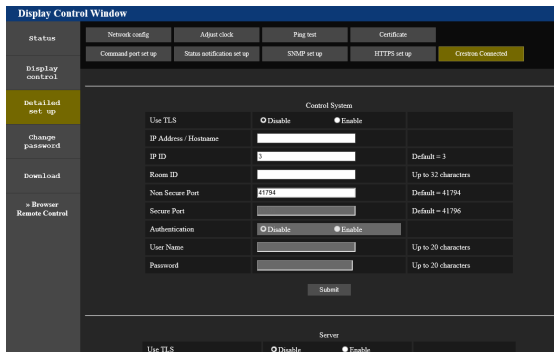 Display Control Window
Status
Display control
Detailed set up
Change password
Download
» Browser Remote Control
Network config
Adjust clock
Ping test
Certificate
Command port set up
Status notification set up
SNMP set up
HTTPS set up
Crestron Connected
Control System
Use TLS Disable Enable
IP Address / Hostname
IP ID 3 Default = 3
Room ID Up to 32 characters
Non Secure Port 41794 Default = 41794
Secure Port Default = 41796
Authentication Disable Enable
User Name Up to 20 characters
Password Up to 20 characters
Submit
Server
Use TLS Disable Enable